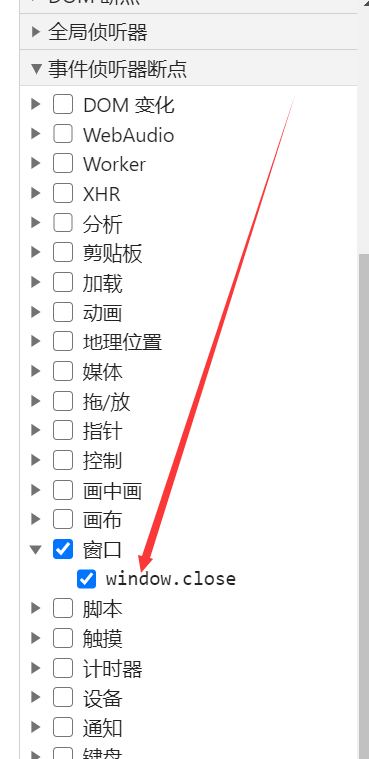 DOM 断点
全局侦听器
事件侦听器断点
DOM 变化
WebAudio
Worker
XHR
分析
剪贴板
加载
动画
地理位置
媒体
拖/放
指针
控制
画中画
画布
窗口
window.close
脚本
触摸
计时器
设备
通知
键盘